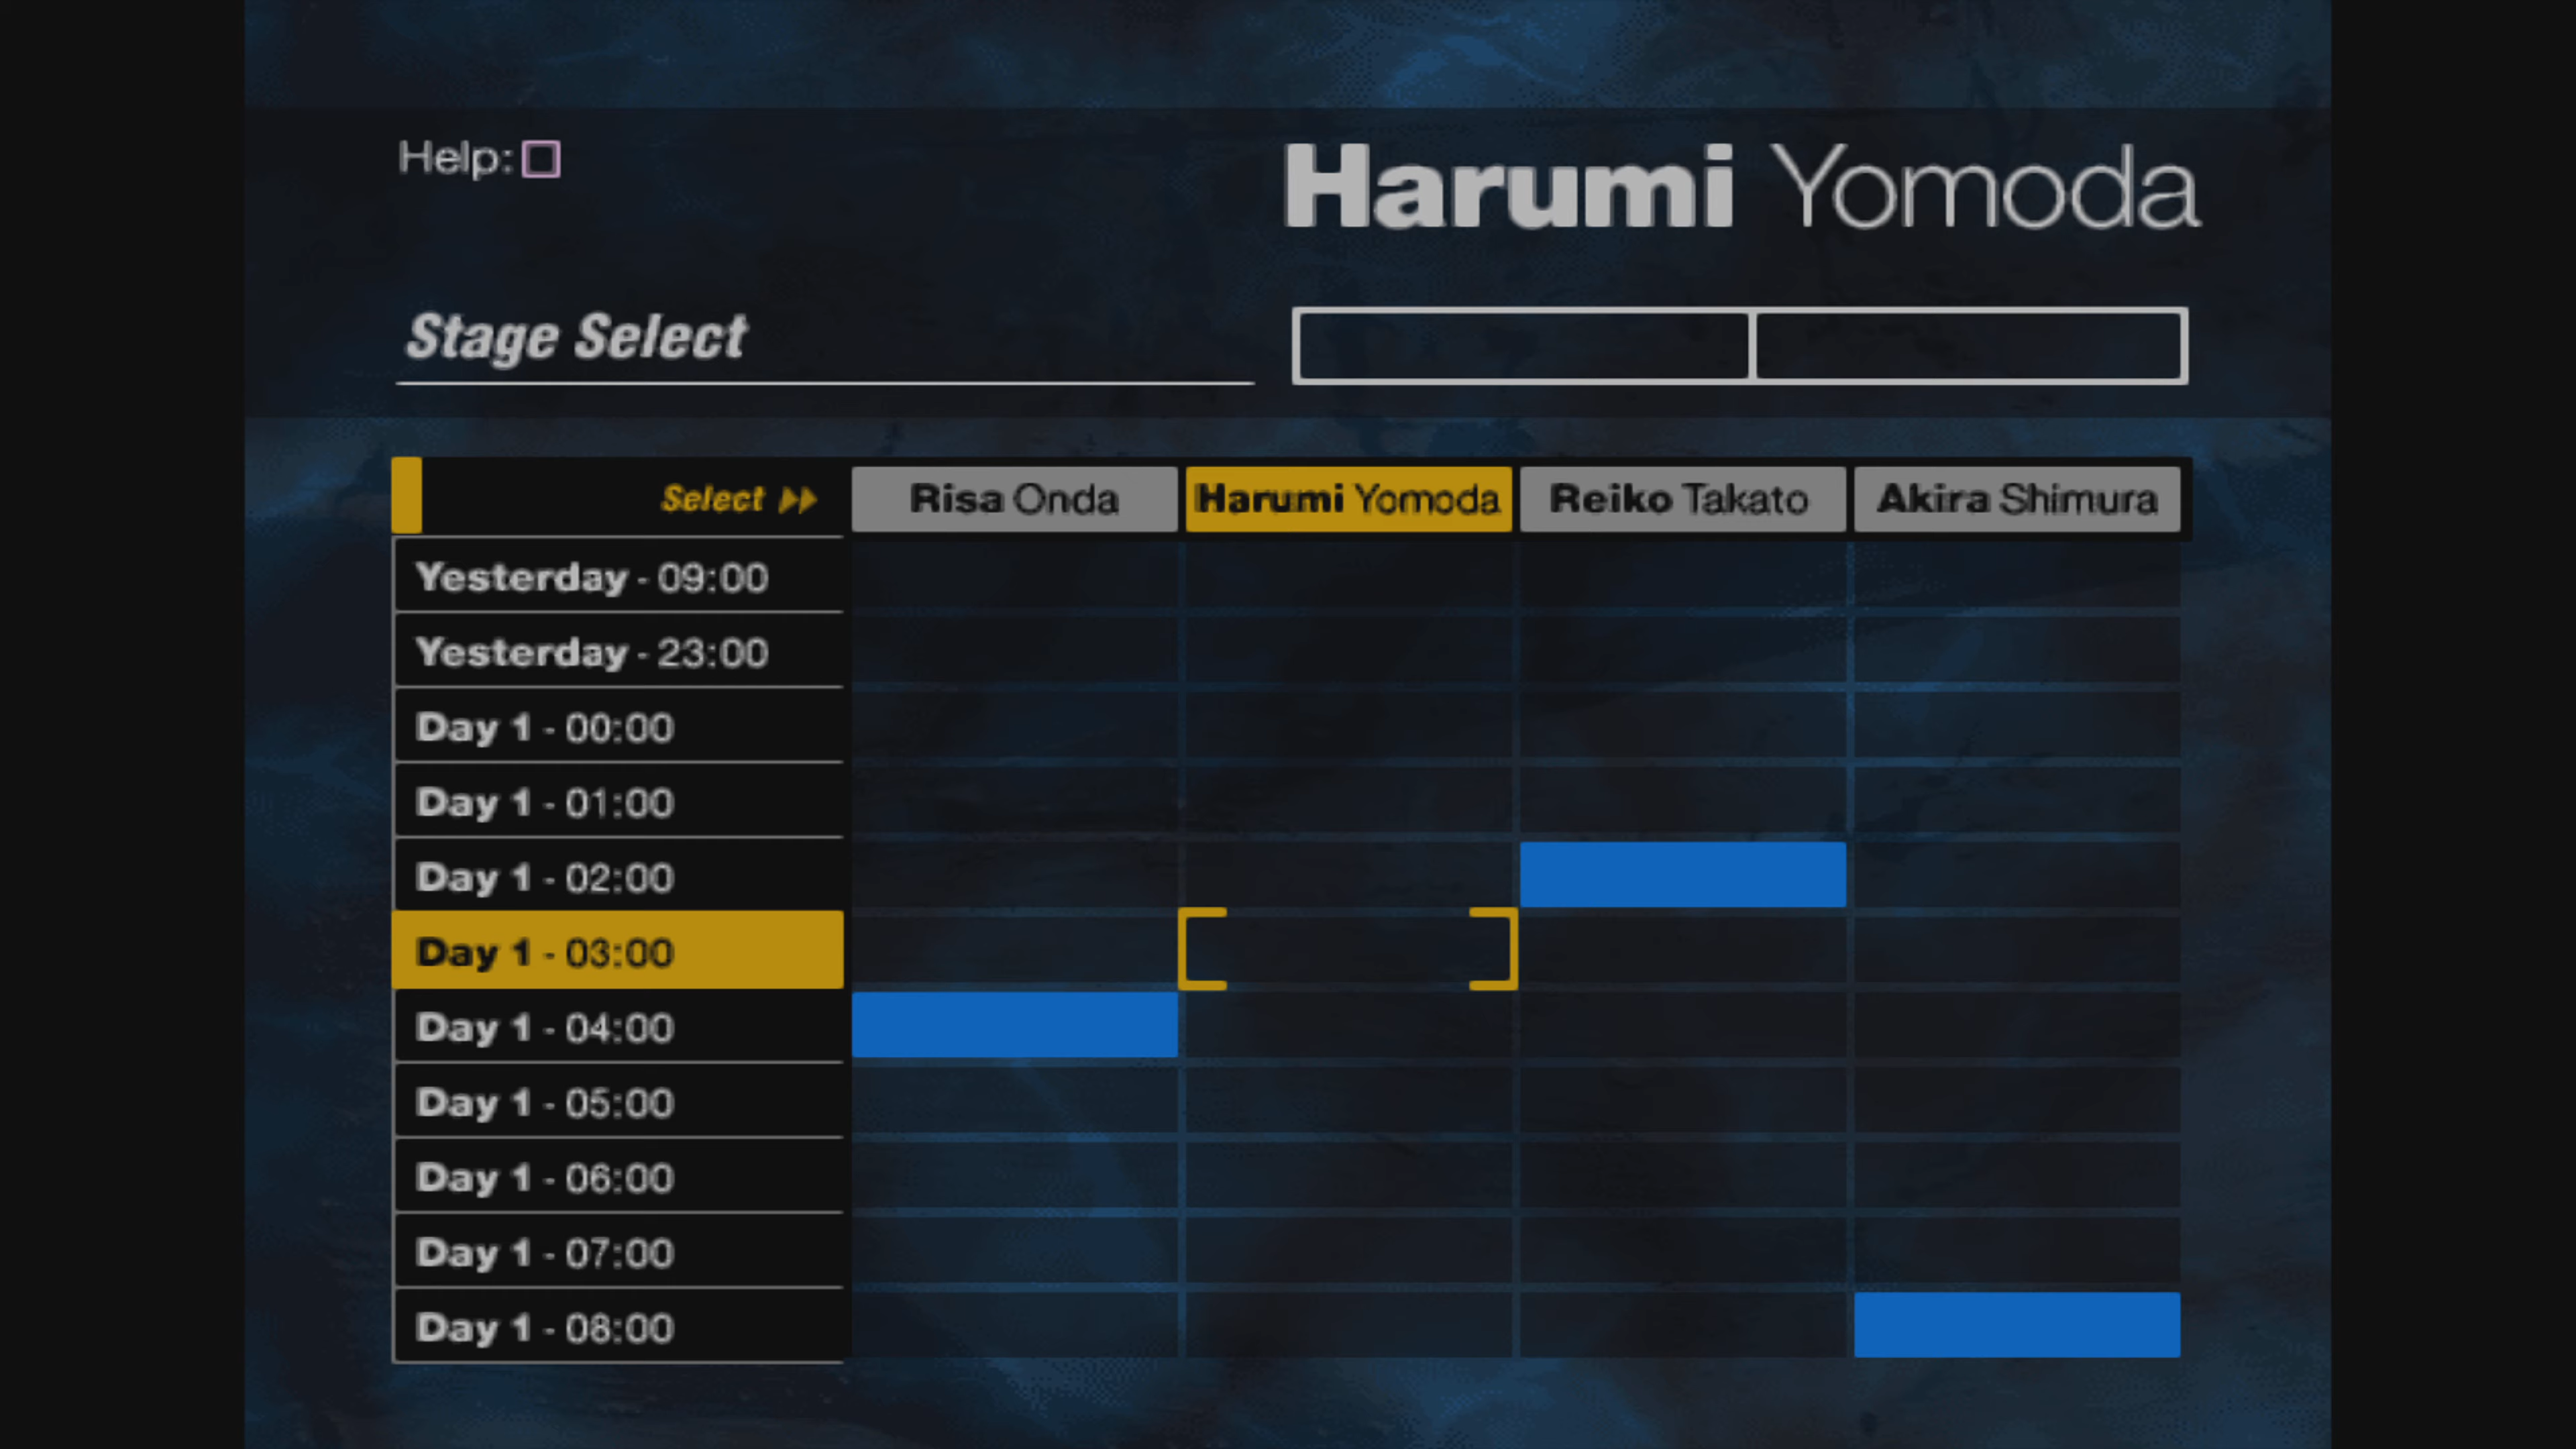 Help:
Harumi Yomoda
Stage Select
Select
Risa Onda
Harumi Yomoda
Reiko Takato
Akira Shimura
Yesterday - 09:00
Yesterday - 23:00
Day 1 - 00:00
Day 1 - 01:00
Day 1 - 02:00
Day 1 - 03:00
Day 1 - 04:00
Day 1 - 05:00
Day 1 - 06:00
Day 1 - 07:00
Day 1 - 08:00